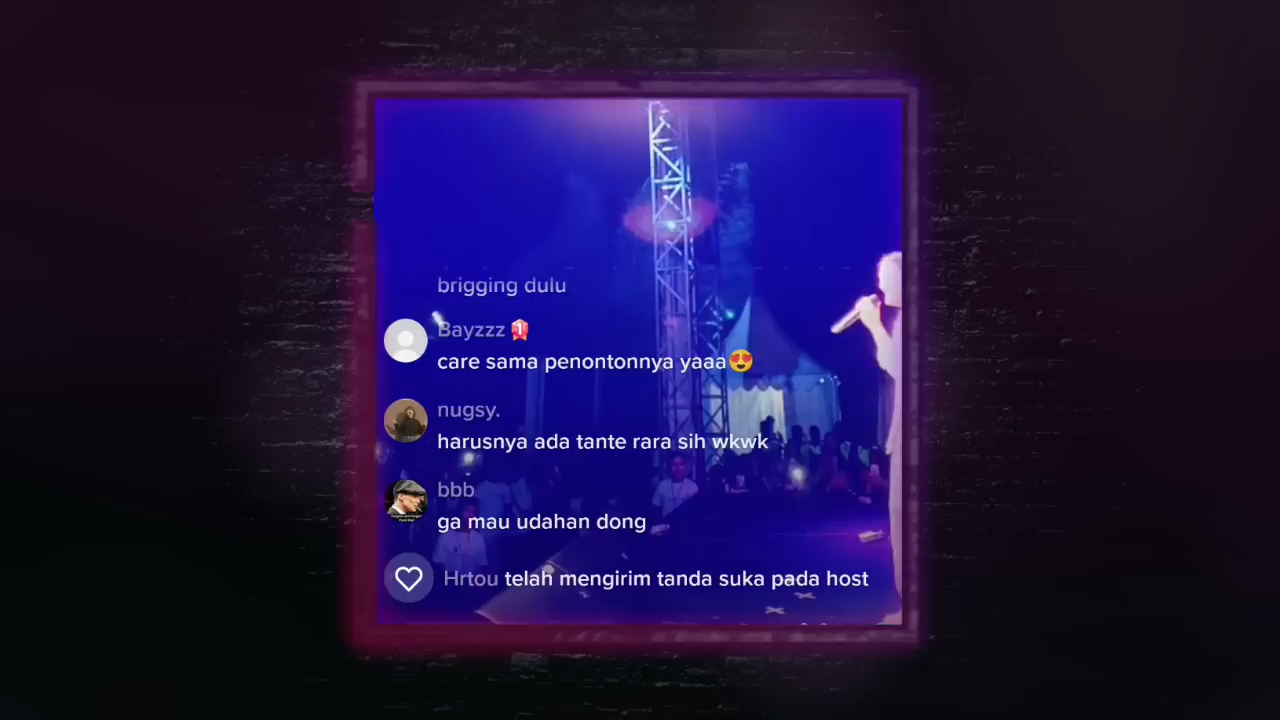 brigging dulu
Bayzzz 1
care sama penontonnya yaaa😍
nugsy.
harusnya ada tante rara sih wkwk
bbb
ga mau udahan dong
Hrtou telah mengirim tanda suka pada host